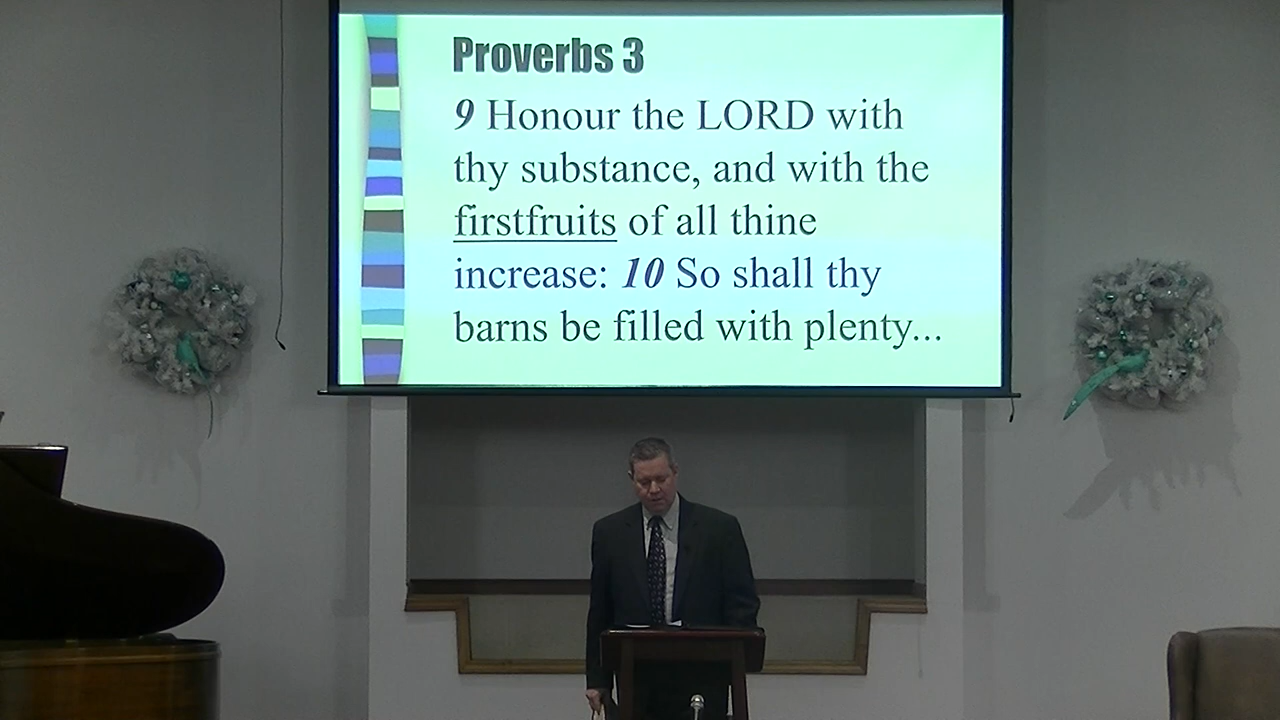 Proverbs 3
9 Honour the LORD with
thy substance, and with the
firstfruits of all thine
increase: 10 So shall thy
barns be filled with plenty...